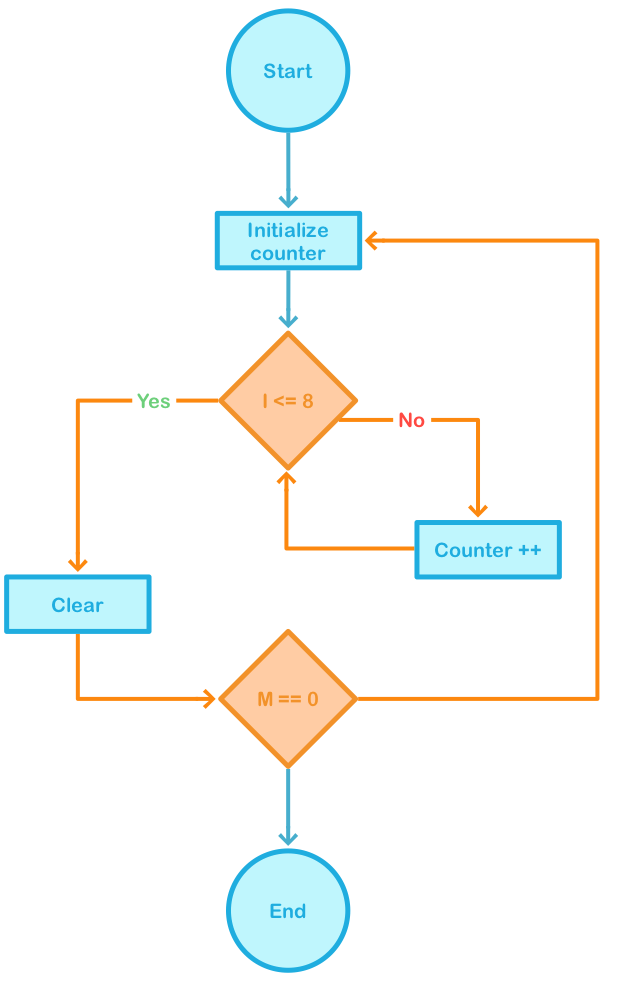 Start
Initialize
counter
I <= 8
Yes
No
Counter ++
Clear
M == 0
End